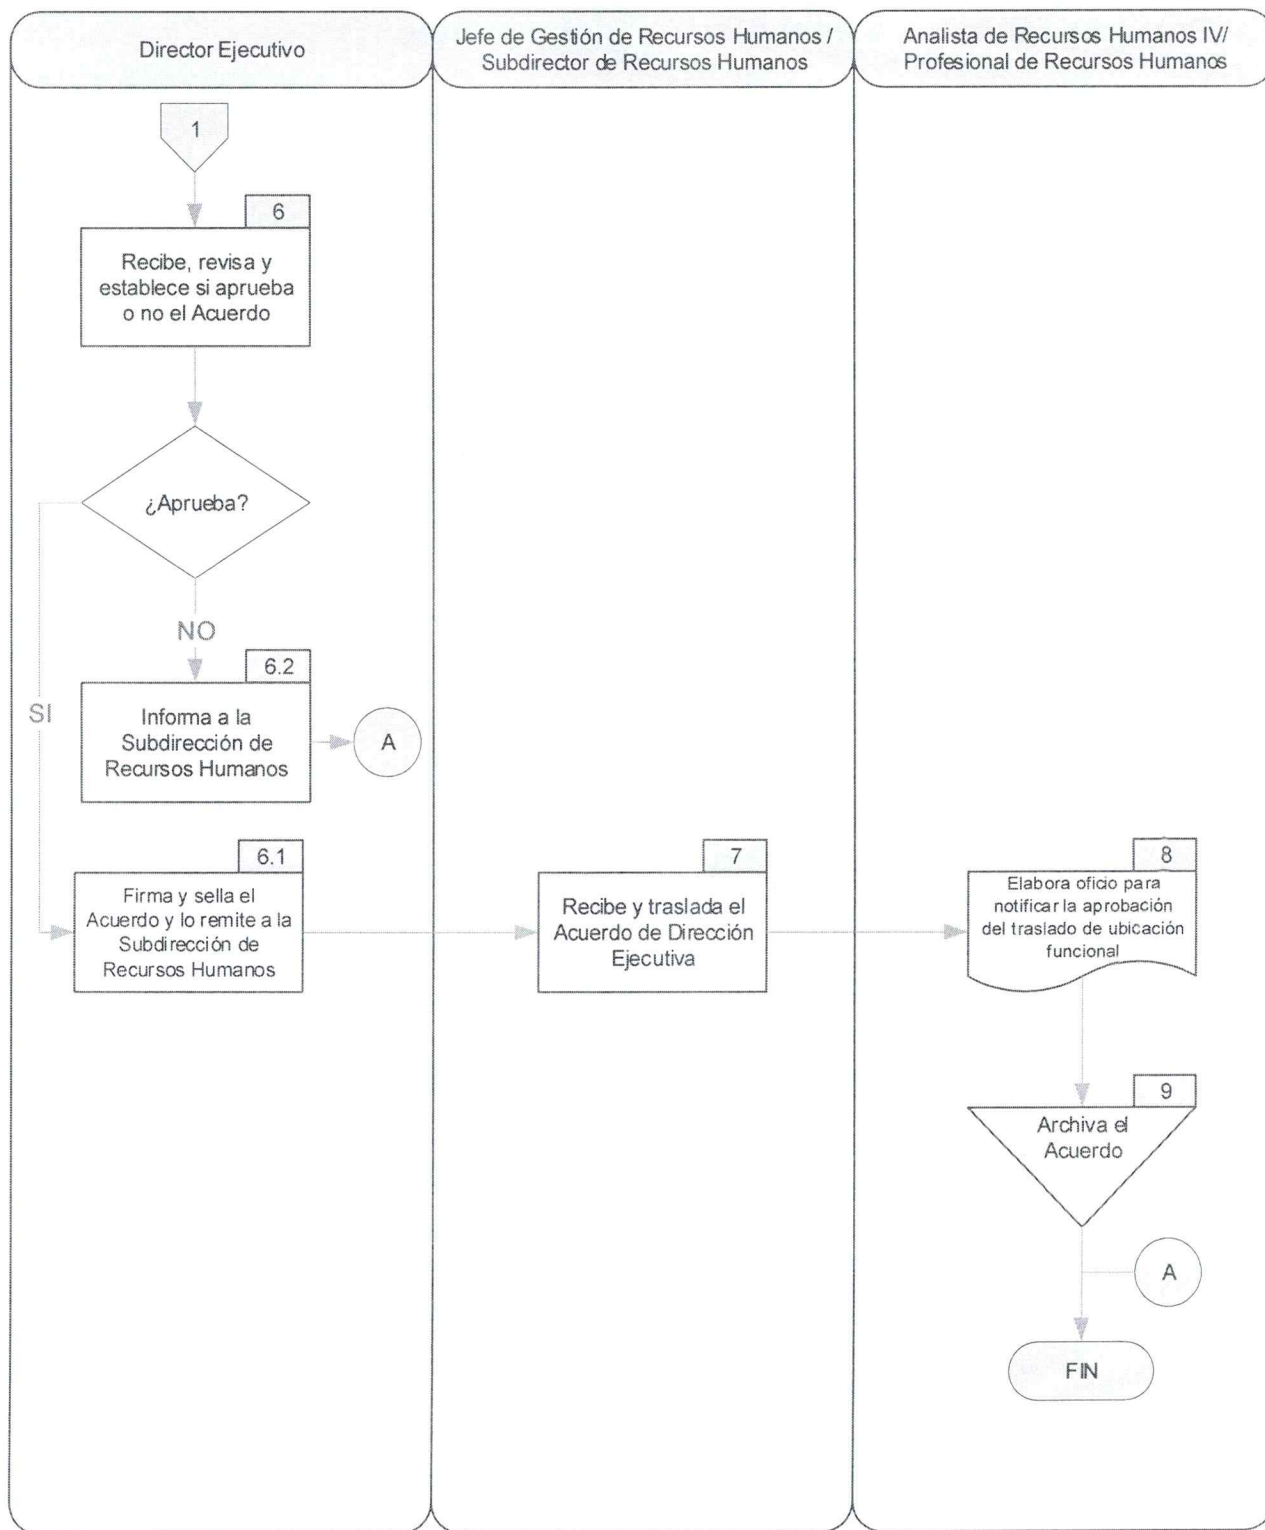 Director Ejecutivo
Jefe de Gestión de Recursos Humanos /
Subdirector de Recursos Humanos
Analista de Recursos Humanos IV/
Profesional de Recursos Humanos
1
6
Recibe, revisa y
establece si aprueba
o no el Acuerdo
¿Aprueba?
NO
SI
6.2
Informa a la
Subdirección de
Recursos Humanos
A
6.1
Firma y sella el
Acuerdo y lo remite a la
Subdirección de
Recursos Humanos
7
Recibe y traslada el
Acuerdo de Dirección
Ejecutiva
8
Elabora oficio para
notificar la aprobación
del traslado de ubicación
funcional
9
Archiva el
Acuerdo
A
FIN